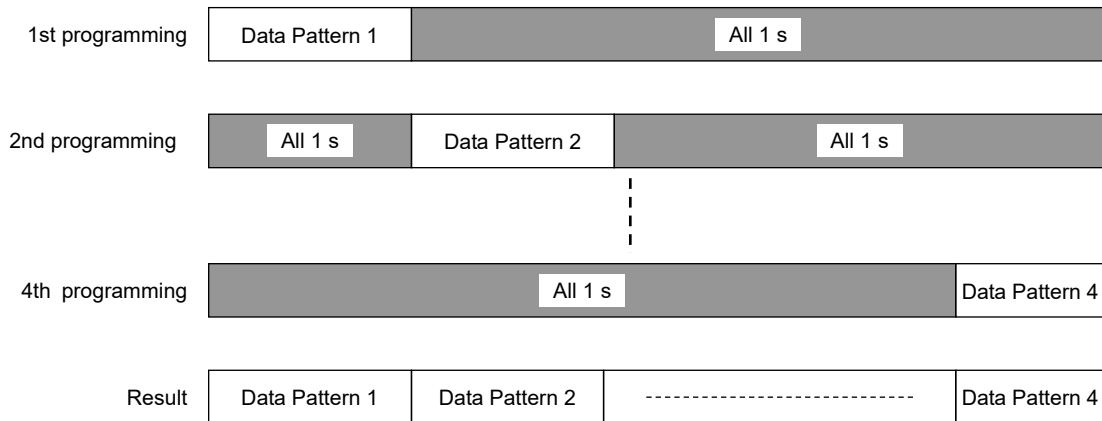 1st programming Data Pattern 1 All 1 s
2nd programming All 1 s Data Pattern 2 All 1 s
4th programming All 1 s Data Pattern 4
Result Data Pattern 1 Data Pattern 2 Data Pattern 4